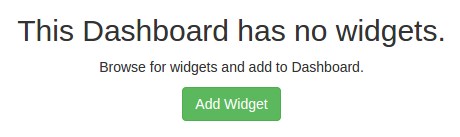 This Dashboard has no widgets.
Browse for widgets and add to Dashboard.
Add Widget